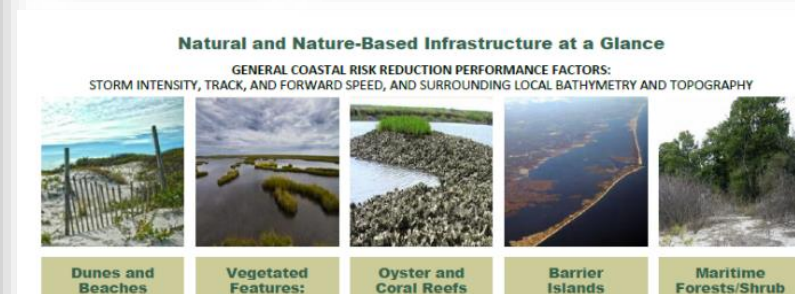 Natural and Nature-Based Infrastructure at a Glance
GENERAL COASTAL RISK REDUCTION PERFORMANCE FACTORS:
STORM INTENSITY, TRACK, AND FORWARD SPEED, AND SURROUNDING LOCAL BATHYMETRY AND TOPOGRAPHY
Dunes and
Beaches
Vegetated
Features:
Oyster and
Coral Reefs
Barrier
Islands
Maritime
Forests/Shrub